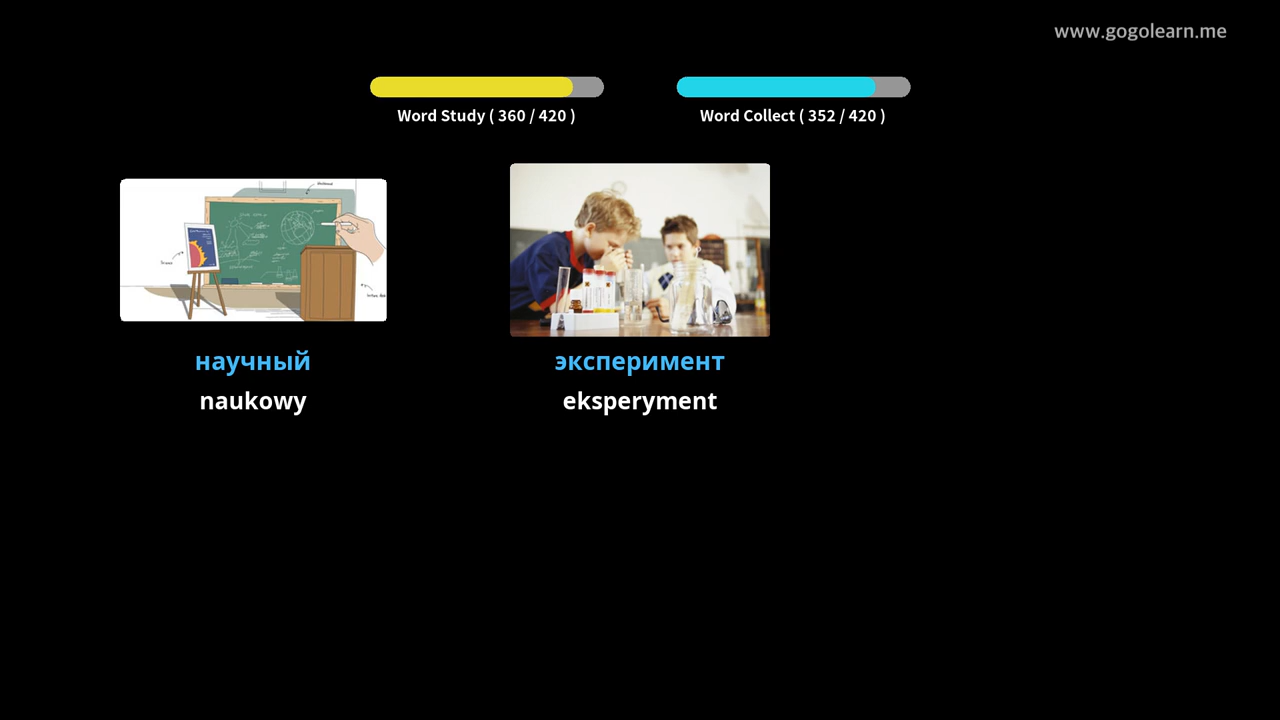 www.gogolearn.me
Word Study ( 360 / 420 )
Word Collect ( 352 / 420 )
научный
эксперимент
naukowy
eksperyment